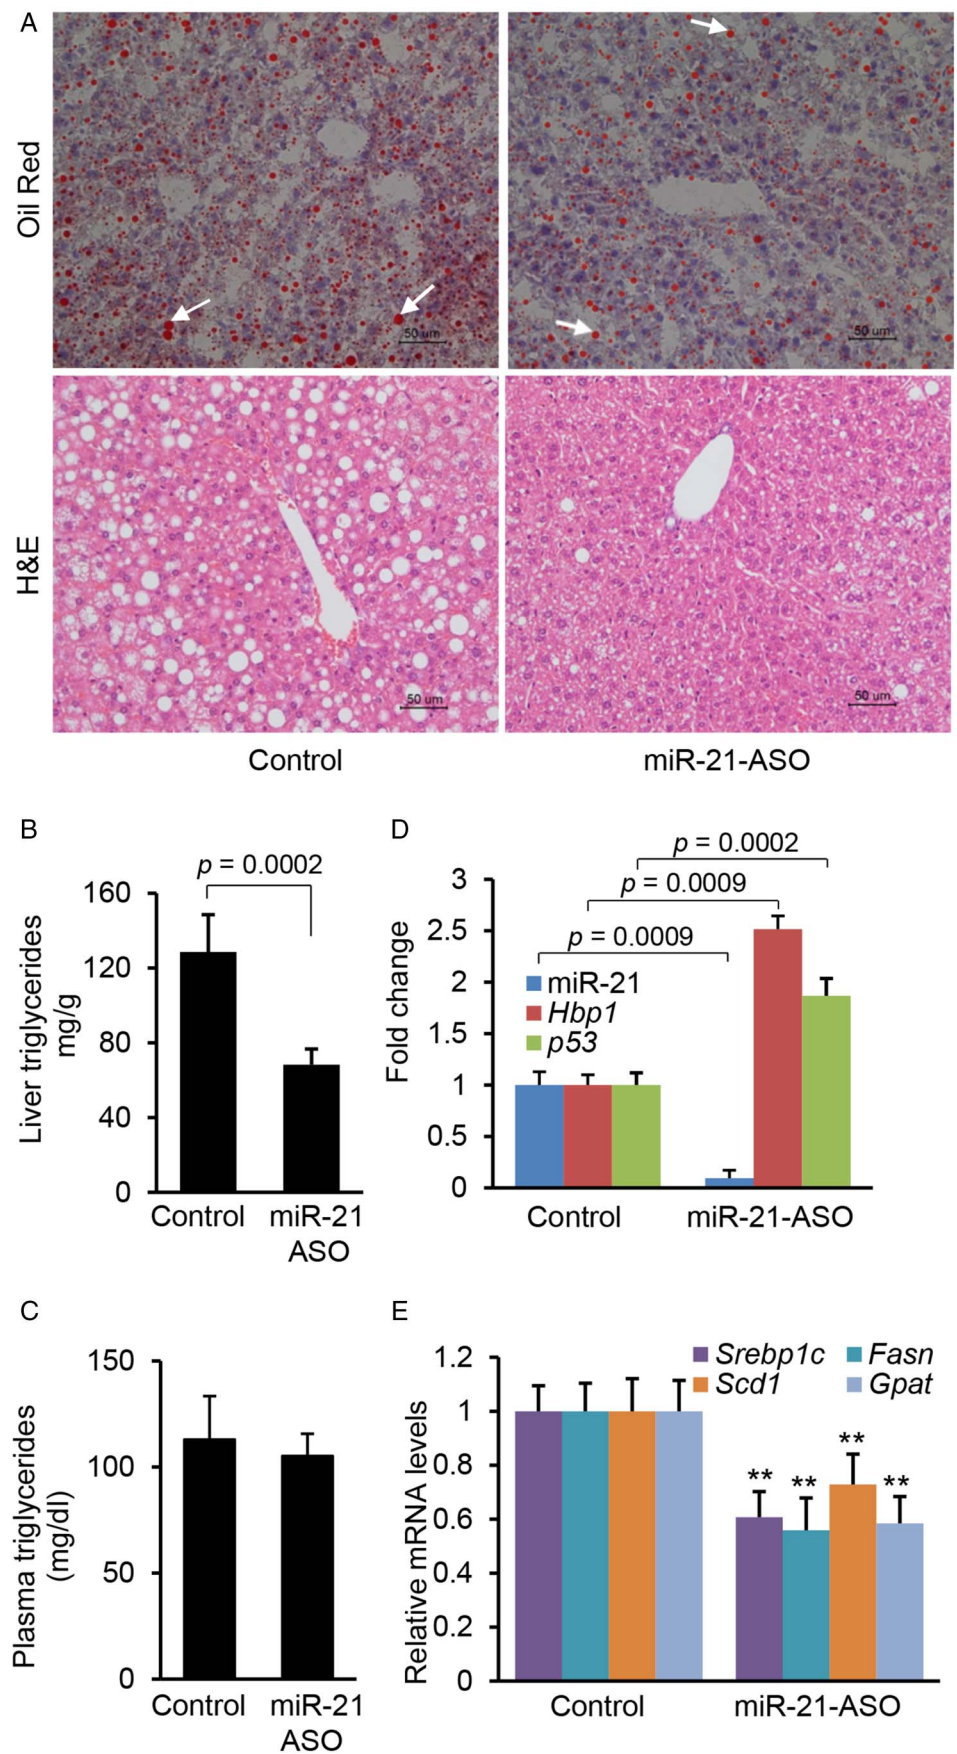 A
Oil Red
50 um
50 um
H&E
50 um
50 um
Control
miR-21-ASO
B
p = 0.0002
Liver triglycerides
mg/g
160
120
80
40
0
Control
miR-21
ASO
D
p = 0.0002
p = 0.0009
p = 0.0009
Fold change
3
2.5
2
1.5
1
0.5
0
miR-21
Hbp1
p53
Control
miR-21-ASO
C
Plasma triglycerides
(mg/dl)
150
100
50
0
Control
miR-21
ASO
E
Relative mRNA levels
1.2
1
0.8
0.6
0.4
0.2
0
Srebp1c
Fasn
Scd1
Gpat
** ** ** **
Control
miR-21-ASO